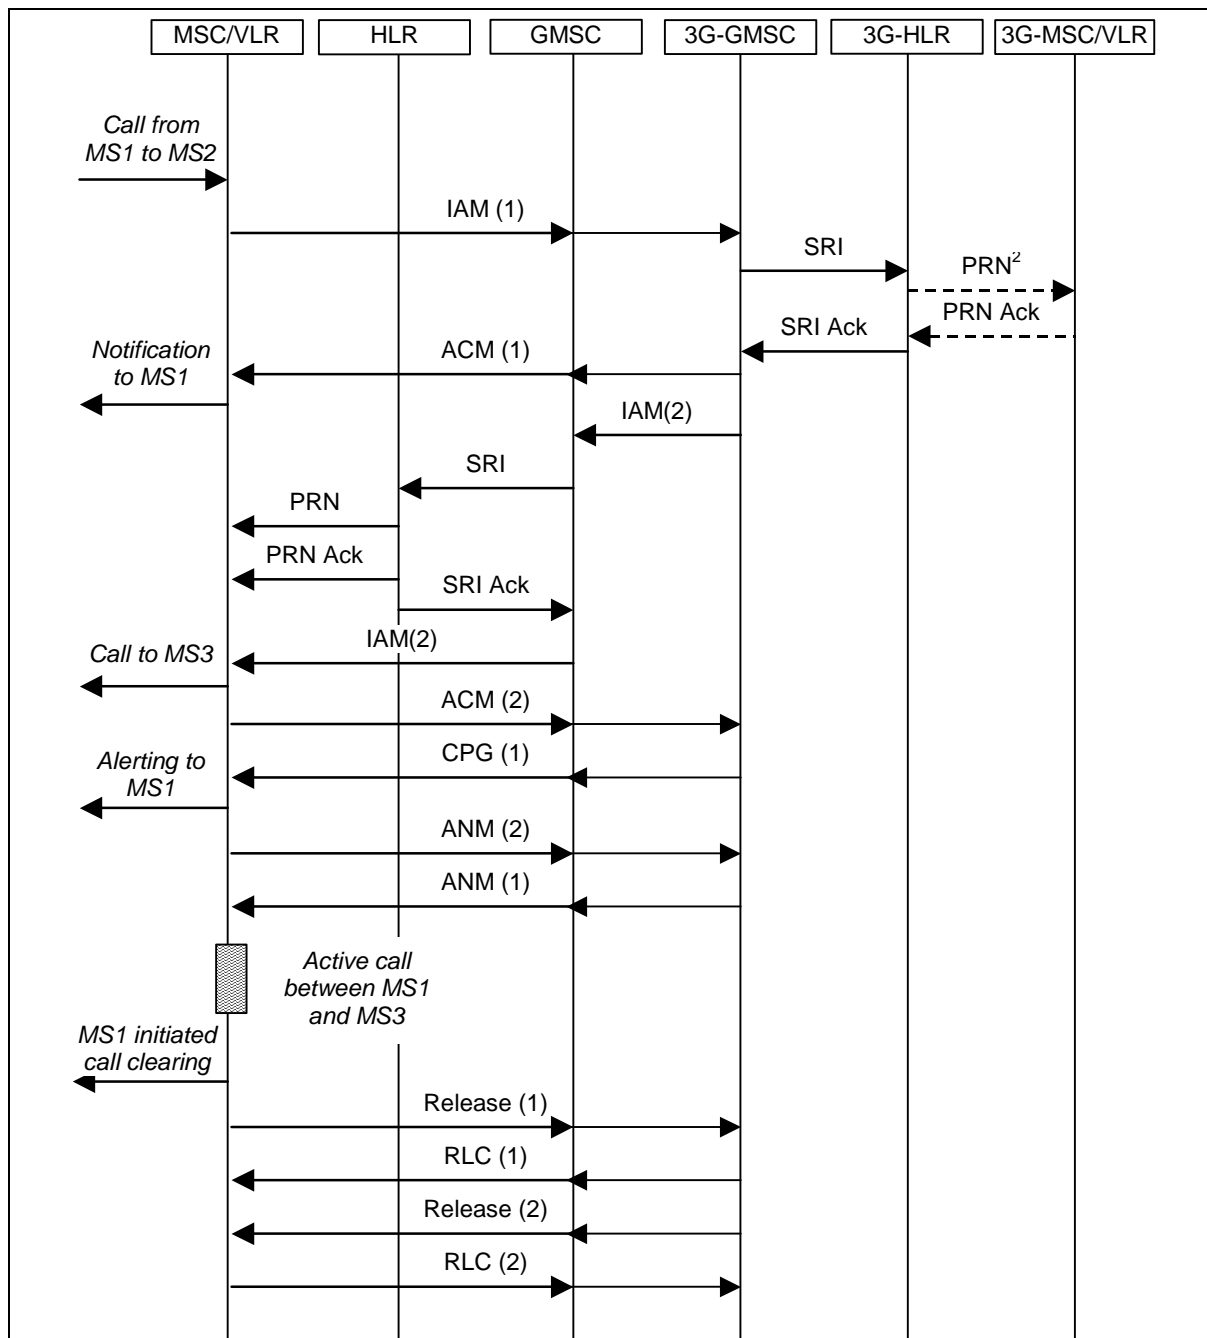 MSC/VLR HLR GMSC 3G-GMSC 3G-HLR 3G-MSC/VLR
Call from
MS1 to MS2
IAM (1)
SRI
PRN²
PRN Ack
SRI Ack
Notification
to MS1
ACM (1)
IAM(2)
SRI
PRN
PRN Ack
SRI Ack
IAM(2)
Call to MS3
ACM (2)
CPG (1)
Alerting to
MS1
ANM (2)
ANM (1)
Active call
between MS1
and MS3
MS1 initiated
call clearing
Release (1)
RLC (1)
Release (2)
RLC (2)